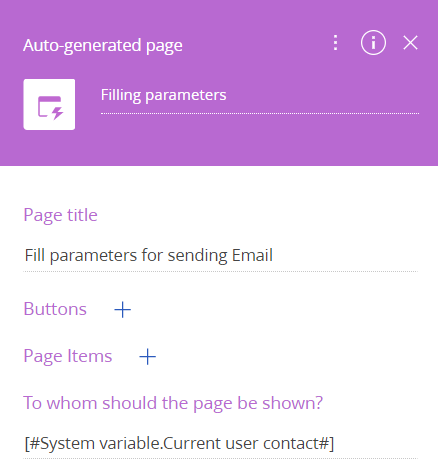 Auto-generated page
Filling parameters
Page title
Fill parameters for sending Email
Buttons
Page Items
To whom should the page be shown?
[#System variable.Current user contact#]